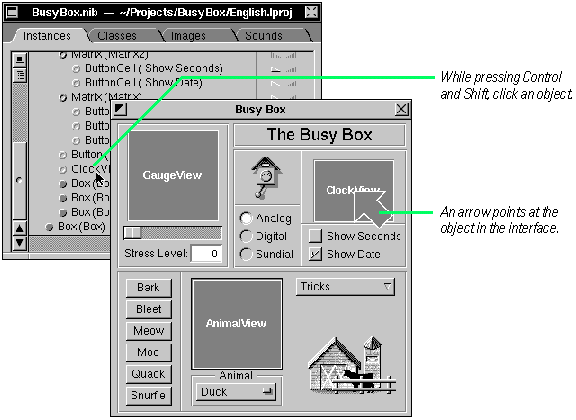 BusyBox.nib — ~/Projects/BusyBox/English.lproj
Instances Classes Images Sounds
Matrix (Matrix2)
ButtonCell ( Show Seconds)
ButtonCell ( Show Date)
Matrix (Matrix)
Butto
Butto
Butto
Button
ClockVi
Box (Bo
Box (Bo
Box (Bu
Box (Box)
Busy Box
GaugeView
Stress Level: 0
The Busy Box
ClockView
Analog
Digital
Sundial
Show Seconds
Show Date
Bark
Bleet
Meow
Moo
Quack
Snurfle
AnimalView
Animal
Duck
Tricks
While pressing Control
and Shift, click an object.
An arrow points at the
object in the interface.